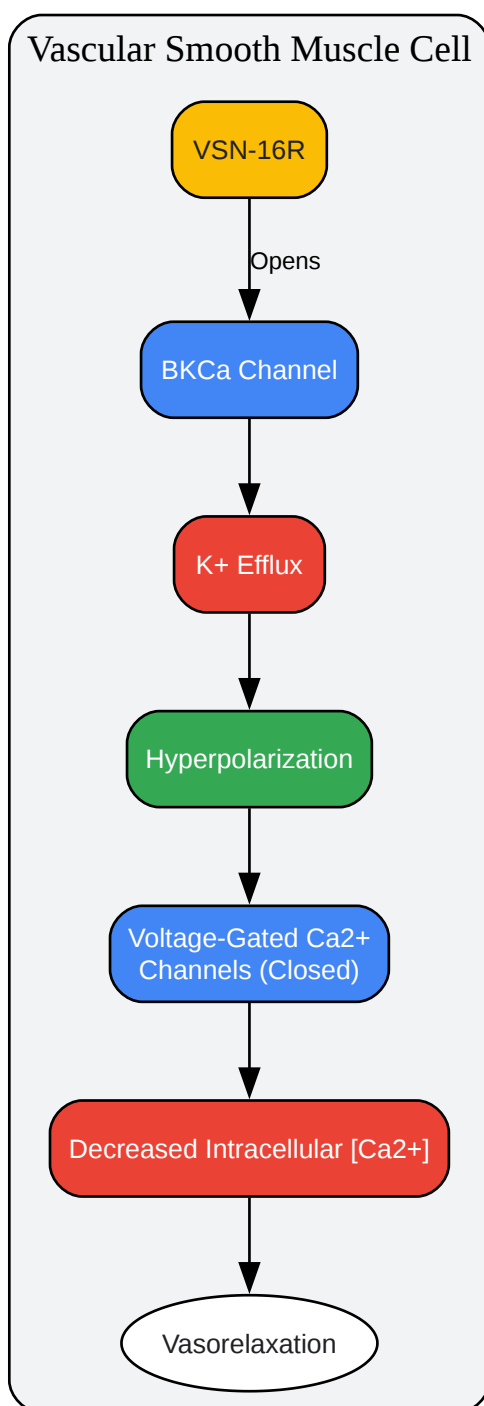 Vascular Smooth Muscle Cell
VSN-16R
Opens
BKCa Channel
K+ Efflux
Hyperpolarization
Voltage-Gated Ca2+
Channels (Closed)
Decreased Intracellular [Ca2+]
Vasorelaxation